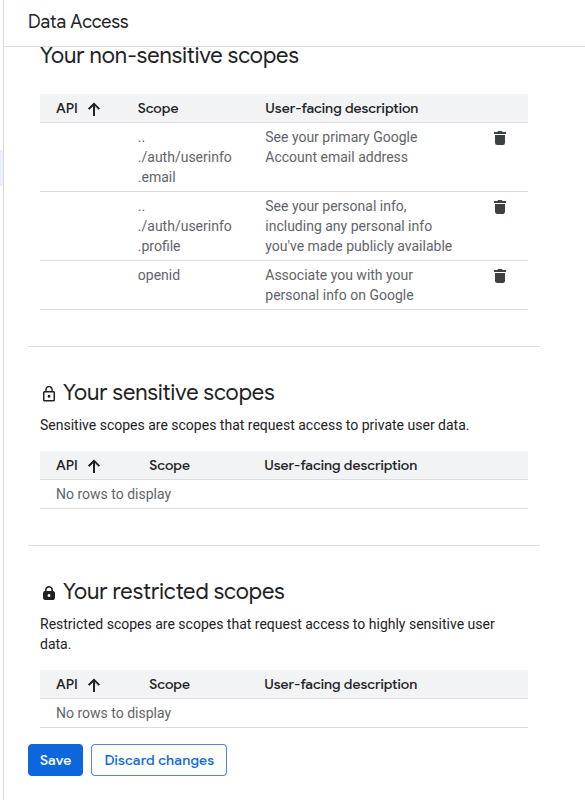 Data Access
Your non-sensitive scopes
API Scope User-facing description
..
./auth/userinfo
.email
See your primary Google
Account email address
..
./auth/userinfo
.profile
See your personal info,
including any personal info
you've made publicly available
openid
Associate you with your
personal info on Google
Your sensitive scopes
Sensitive scopes are scopes that request access to private user data.
API Scope User-facing description
No rows to display
Your restricted scopes
Restricted scopes are scopes that request access to highly sensitive user
data.
API Scope User-facing description
No rows to display
Save Discard changes